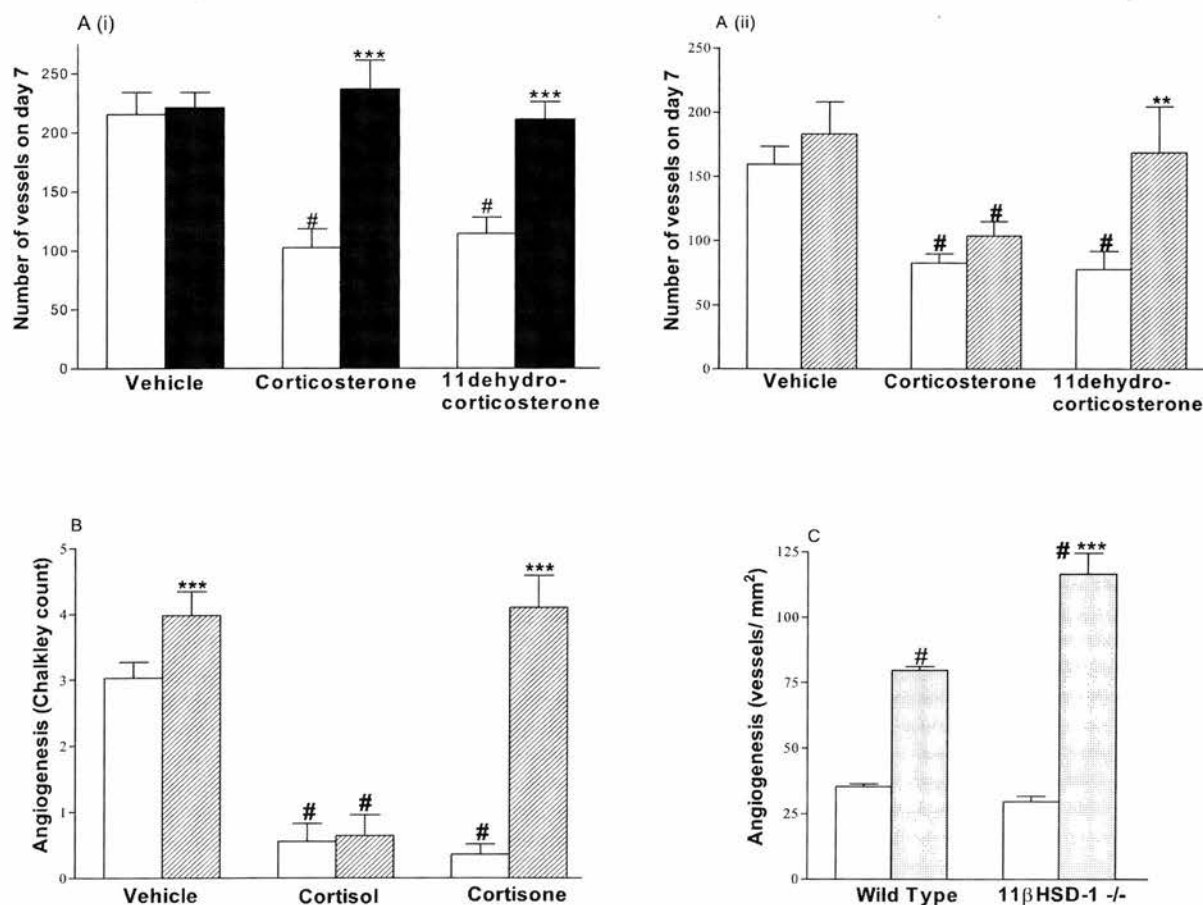 A (i)
Number of vessels on day 7
250
200
150
100
50
0
***
***
#
#
Vehicle
Corticosterone
11dehydro-
corticosterone
A (ii)
Number of vessels on day 7
250
200
150
100
50
0
**
#
#
#
Vehicle
Corticosterone
11dehydro-
corticosterone
B
Angiogenesis (Chalkley count)
5
4
3
2
1
0
***
***
#
#
#
Vehicle
Cortisol
Cortisone
C
Angiogenesis (vessels/ mm²)
125
100
75
50
25
0
# ***
#
Wild Type
11βHSD-1 -/-